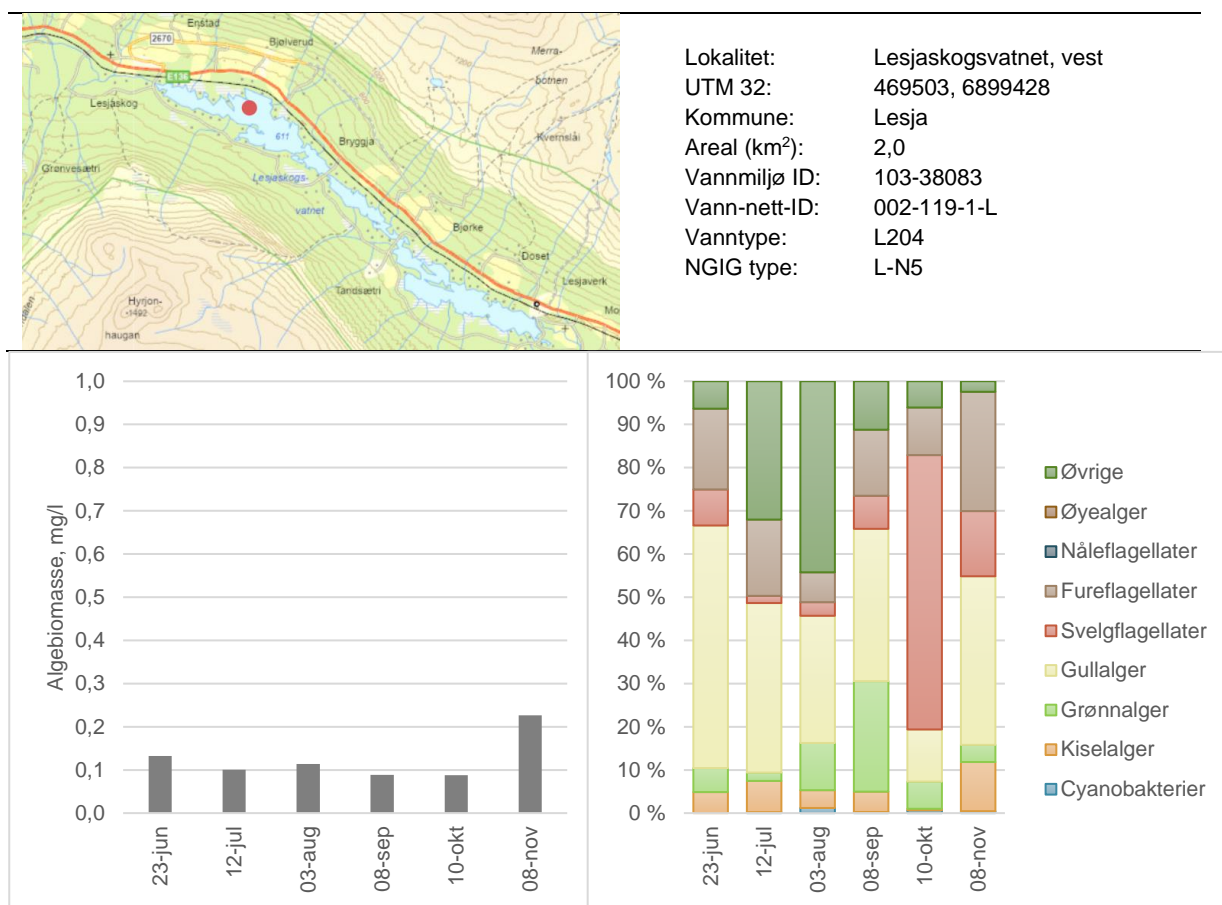 Enstad
2670
Bjølverud
Merra-
botnen
E136
Lesjaskog
611
Bryggja
Kvernslåi
Grønvesætri
Lesjaskogs-
vatnet
Bjørke
Doset
Lesjaverk
Tandsætri
Mo
Hyrjon-
1492
haugan
dalen
Lokalitet: Lesjaskogsvatnet, vest
UTM 32: 469503, 6899428
Kommune: Lesja
Areal (km²): 2,0
Vannmiljø ID: 103-38083
Vann-nett-ID: 002-119-1-L
Vanntype: L204
NGIG type: L-N5
Algebiomasse, mg/l
1,0
0,9
0,8
0,7
0,6
0,5
0,4
0,3
0,2
0,1
0,0
23-jun
12-jul
03-aug
08-sep
10-okt
08-nov
100 %
90 %
80 %
70 %
60 %
50 %
40 %
30 %
20 %
10 %
0 %
23-jun
12-jul
03-aug
08-sep
10-okt
08-nov
Øvrige
Øyealger
Nåleflagellater
Fureflagellater
Svelgflagellater
Gullalger
Grønnalger
Kiselalger
Cyanobakterier